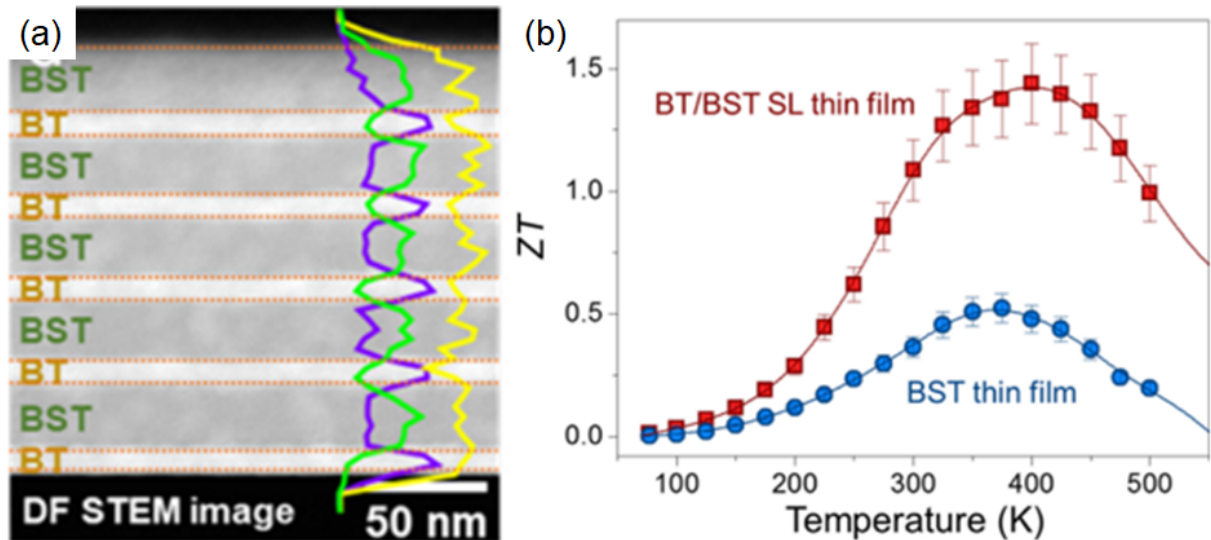 (a)
BST
BT
BST
BT
BST
BT
BST
BT
BST
BT
DF STEM image
50 nm
(b)
1.5
1.0
0.5
0.0
ZT
BT/BST SL thin film
BST thin film
100 200 300 400 500
Temperature (K)